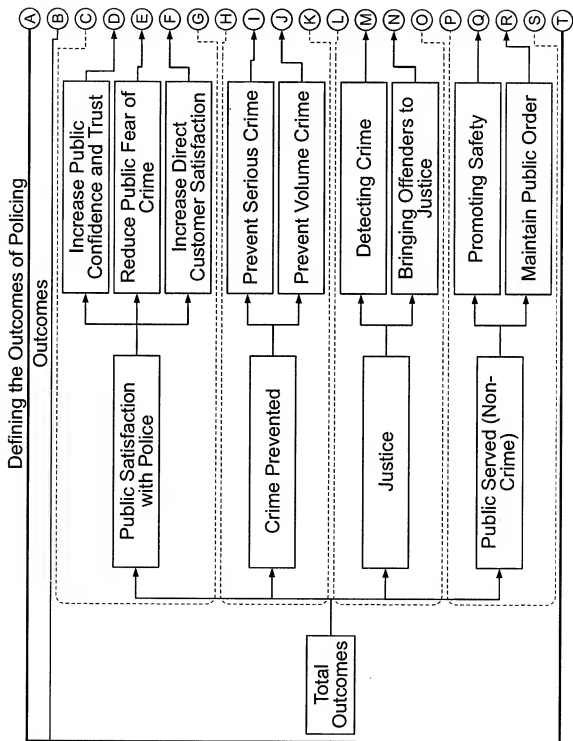 Defining the Outcomes of Policing
Outcomes
Total
Outcomes
Public Satisfaction
with Police
Increase Public
Confidence and Trust
Reduce Public Fear of
Crime
Increase Direct
Customer Satisfaction
Crime Prevented
Prevent Serious Crime
Prevent Volume Crime
Justice
Detecting Crime
Bringing Offenders to
Justice
Public Served (Non-
Crime)
Promoting Safety
Maintain Public Order
A
B
C
D
E
F
G
H
I
J
K
L
M
N
O
P
Q
R
S
T